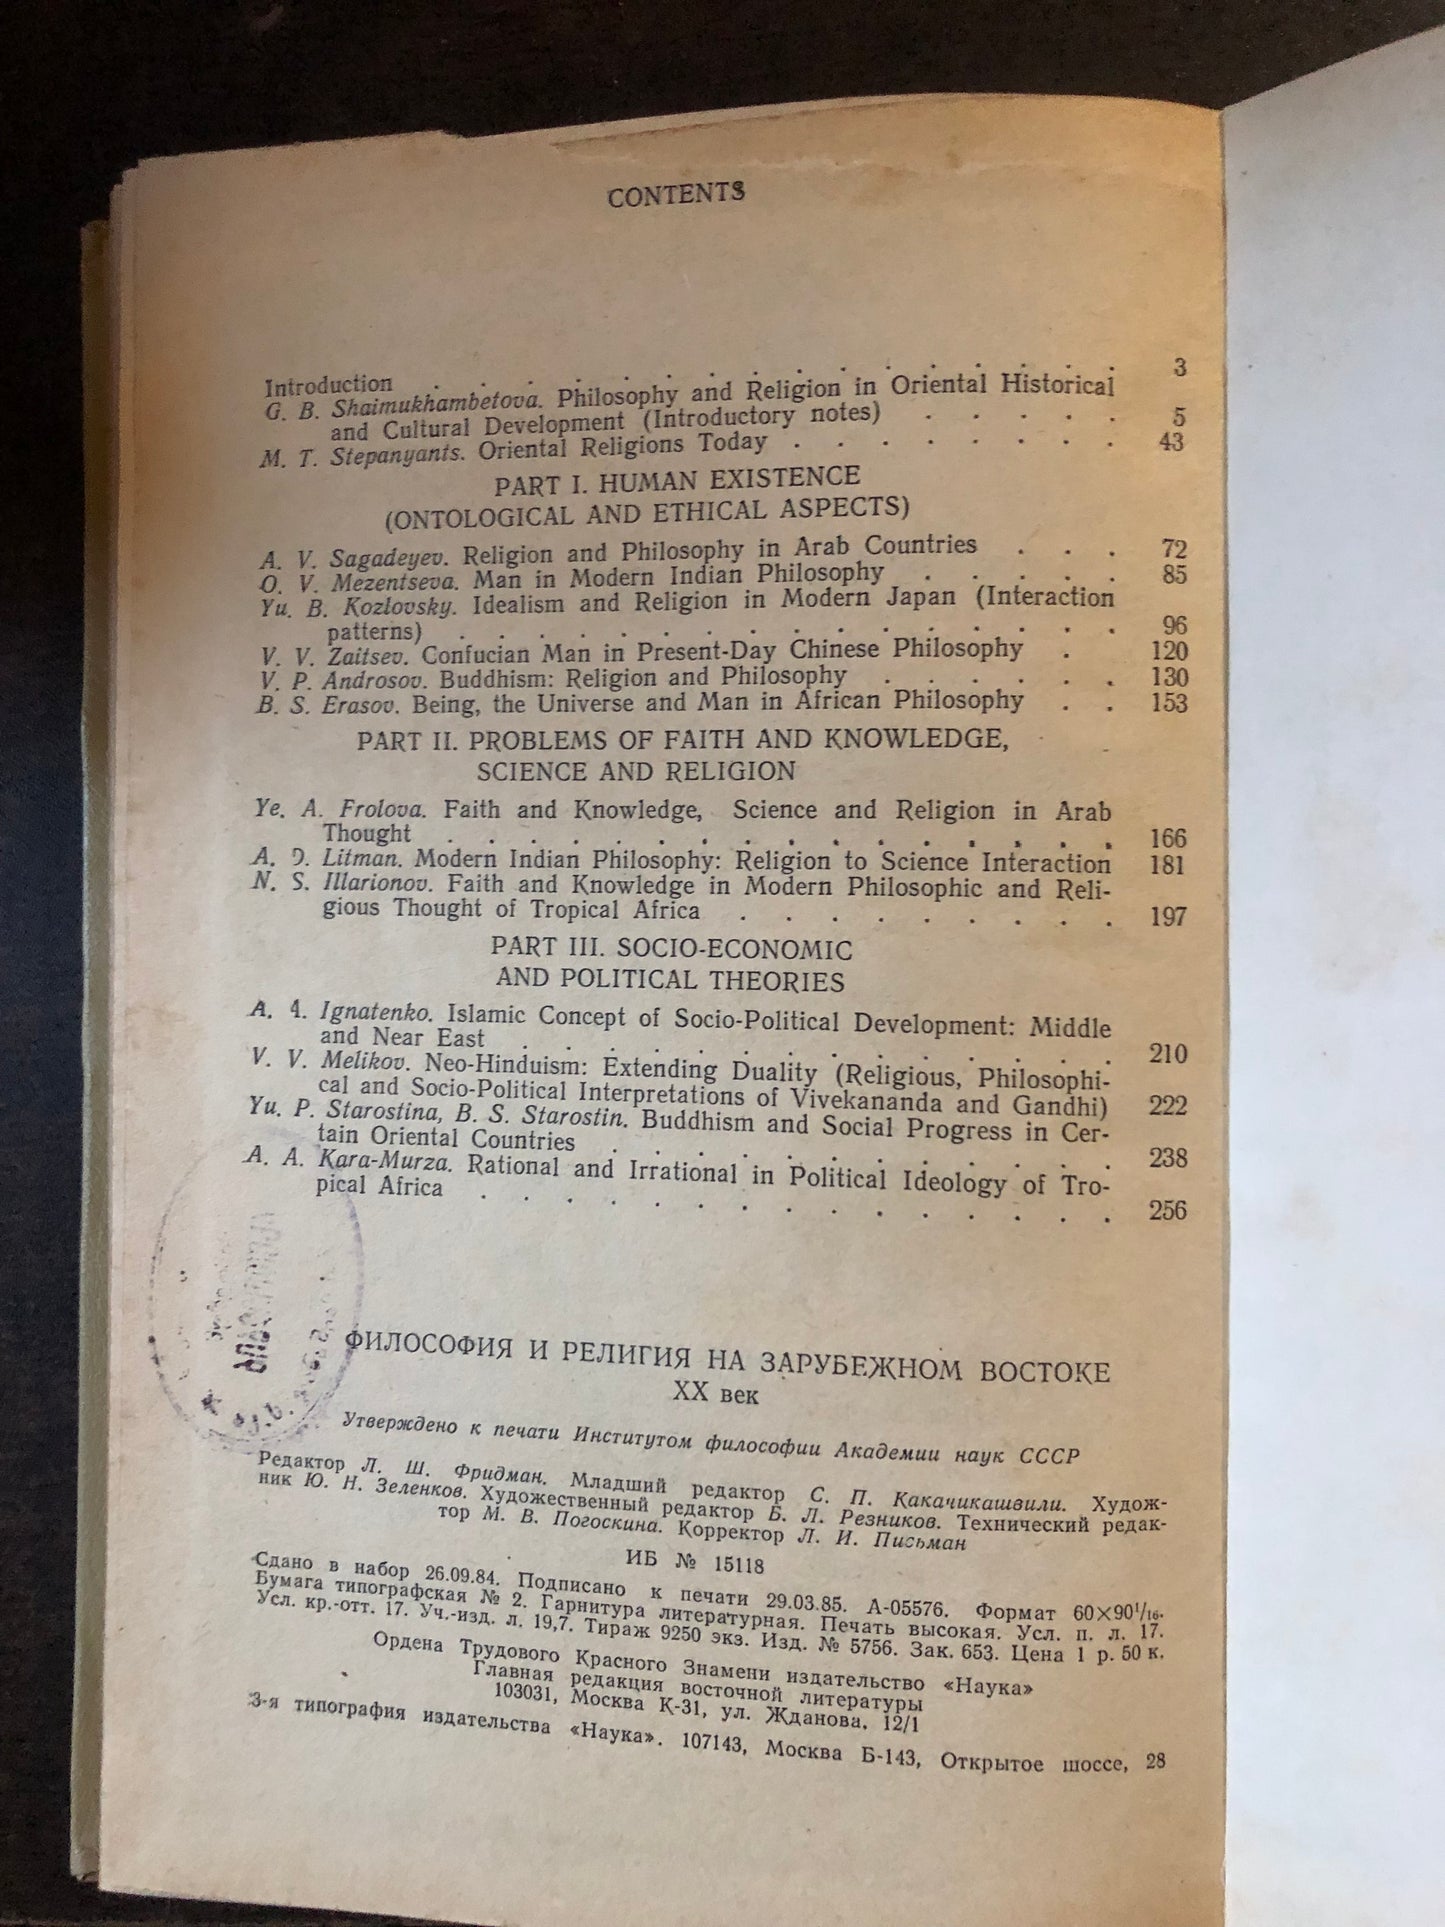 CONTENTS
Introduction . . . . . . . . . . . . . . . . 3
G. B. Shaimukhambetova. Philosophy and Religion in Oriental Historical
and Cultural Development (Introductory notes) . . . . . 5
M. T. Stepanyants. Oriental Religions Today . . . . . . . . 43
PART I. HUMAN EXISTENCE
(ONTOLOGICAL AND ETHICAL ASPECTS)
A. V. Sagadeyev. Religion and Philosophy in Arab Countries . . . 72
O. V. Mezentseva. Man in Modern Indian Philosophy . . . . . 85
Yu. B. Kozlovsky. Idealism and Religion in Modern Japan (Interaction
patterns) . . . . . . . . . . . . . . . . 96
V. V. Zaitsev. Confucian Man in Present-Day Chinese Philosophy . 120
V. P. Androsov. Buddhism: Religion and Philosophy . . . . . . 130
B. S. Erasov. Being, the Universe and Man in African Philosophy . . 153
PART II. PROBLEMS OF FAITH AND KNOWLEDGE,
SCIENCE AND RELIGION
Ye. A. Frolova. Faith and Knowledge, Science and Religion in Arab
Thought . . . . . . . . . . . . . . . . 166
A. D. Litman. Modern Indian Philosophy: Religion to Science Interaction 181
N. S. Illarionov. Faith and Knowledge in Modern Philosophic and Reli-
gious Thought of Tropical Africa . . . . . . . . . 197
PART III. SOCIO-ECONOMIC
AND POLITICAL THEORIES
A. Ignatenko. Islamic Concept of Socio-Political Development: Middle
and Near East . . . . . . . . . . . . . . 210
V. V. Melikov. Neo-Hinduism: Extending Duality (Religious, Philosophi-
cal and Socio-Political Interpretations of Vivekananda and Gandhi) 222
Yu. P. Starostina, B. S. Starostin. Buddhism and Social Progress in Cer-
tain Oriental Countries . . . . . . . . . . . . 238
A. A. Kara-Murza. Rational and Irrational in Political Ideology of Tro-
pical Africa . . . . . . . . . . . . . . . 256
ФИЛОСОФИЯ И РЕЛИГИЯ НА ЗАРУБЕЖНОМ ВОСТОКЕ
XX век
Утверждено к печати Институтом философии Академии наук СССР
Редактор Л. Ш. Фридман. Младший редактор С. П. Какачикашвили. Худож-
ник Ю. Н. Зеленков. Художественный редактор Б. Л. Резников. Технический редак-
тор М. В. Погоскина. Корректор Л. И. Письман
ИБ № 15118
Сдано в набор 26.09.84. Подписано к печати 29.03.85. А-05576. Формат 60×90¹/₁₆.
Бумага типографская № 2. Гарнитура литературная. Печать высокая. Усл. п. л. 17.
Усл. кр.-отт. 17. Уч.-изд. л. 19,7. Тираж 9250 экз. Изд. № 5756. Зак. 653. Цена 1 р. 50 к.
Ордена Трудового Красного Знамени издательство «Наука»
Главная редакция восточной литературы
103031, Москва К-31, ул. Жданова, 12/1
3-я типография издательства «Наука». 107143, Москва Б-143, Открытое шоссе, 28